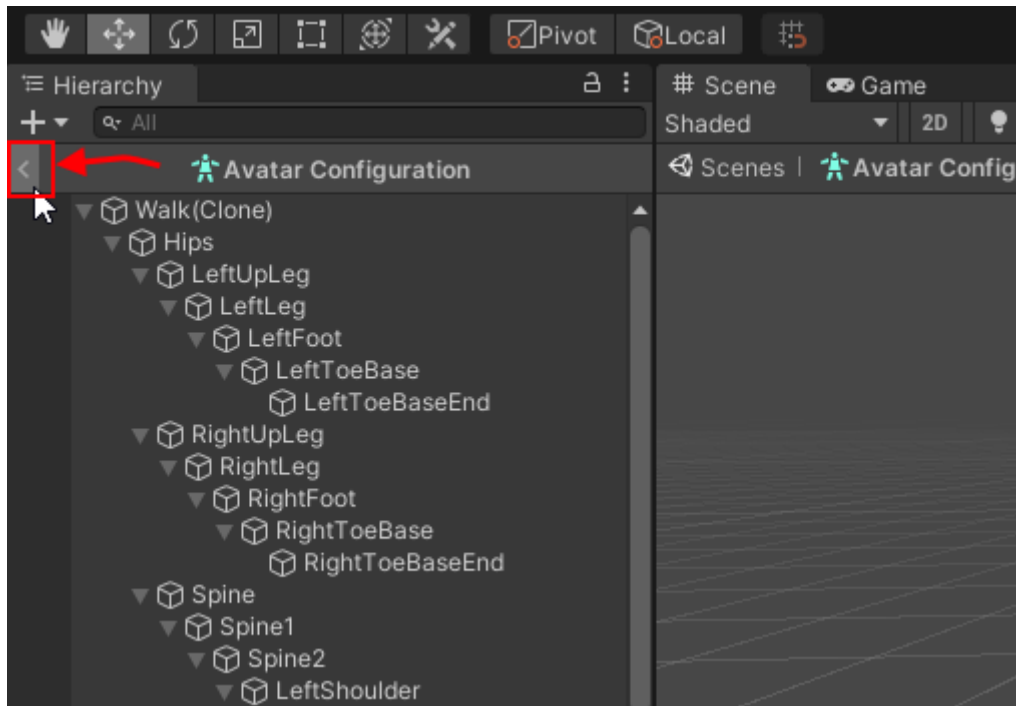 Pivot Local
Hierarchy
# Scene Game
All
Shaded 2D
Avatar Configuration
Scenes | Avatar Config
Walk(Clone)
Hips
LeftUpLeg
LeftLeg
LeftFoot
LeftToeBase
LeftToeBaseEnd
RightUpLeg
RightLeg
RightFoot
RightToeBase
RightToeBaseEnd
Spine
Spine1
Spine2
LeftShoulder